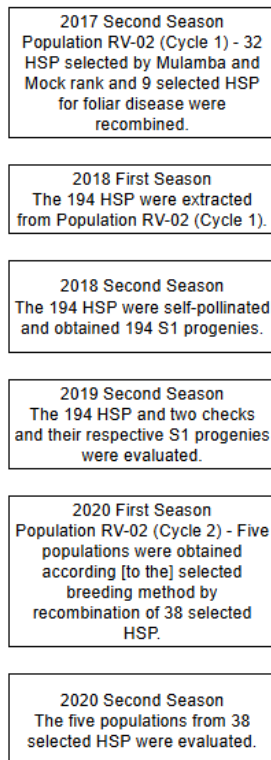 2017 Second Season
Population RV-02 (Cycle 1) - 32
HSP selected by Mulamba and
Mock rank and 9 selected HSP
for foliar disease were
recombined.
2018 First Season
The 194 HSP were extracted
from Population RV-02 (Cycle 1).
2018 Second Season
The 194 HSP were self-pollinated
and obtained 194 S1 progenies.
2019 Second Season
The 194 HSP and two checks
and their respective S1 progenies
were evaluated.
2020 First Season
Population RV-02 (Cycle 2) - Five
populations were obtained
according [to the] selected
breeding method by
recombination of 38 selected
HSP.
2020 Second Season
The five populations from 38
selected HSP were evaluated.